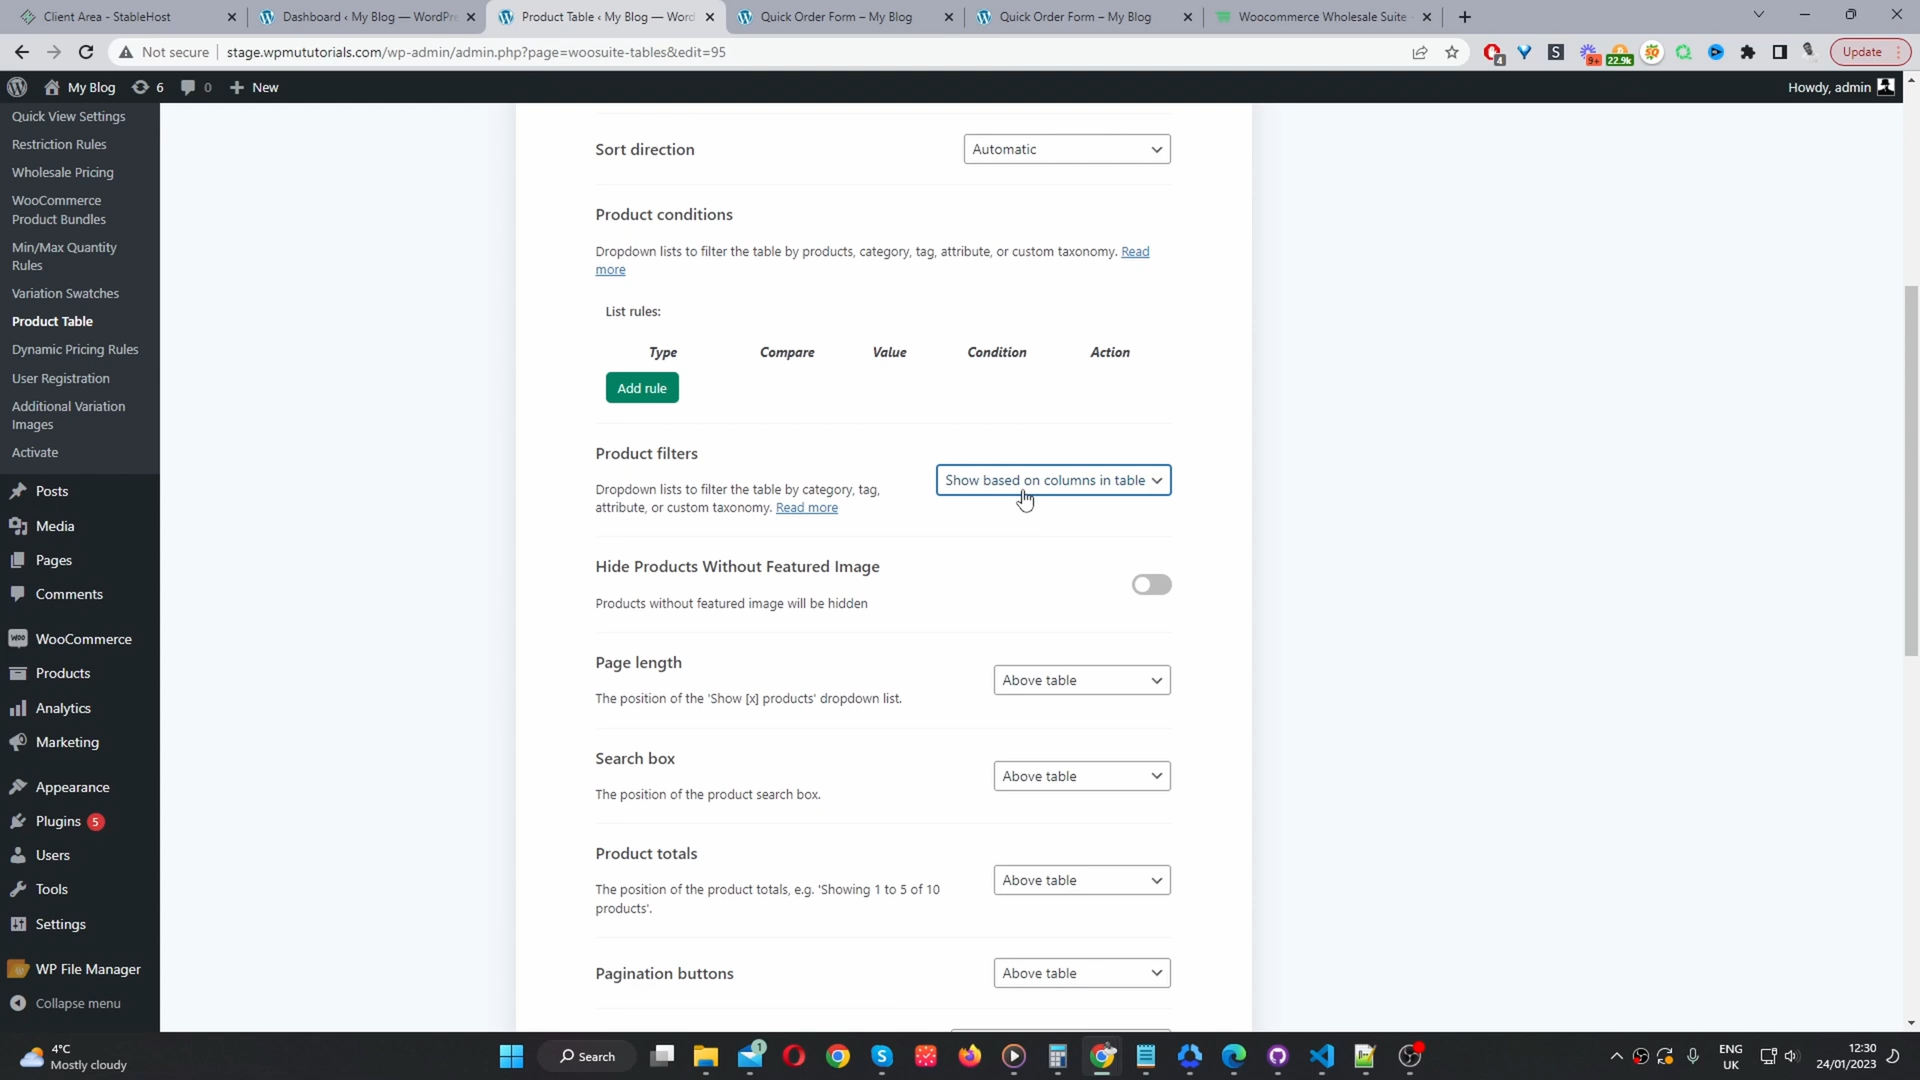 Client Area - StableHost
Dashboard ‹ My Blog — WordPre
Product Table ‹ My Blog — Word
Quick Order Form – My Blog
Quick Order Form – My Blog
Woocommerce Wholesale Suite
Not secure
stage.wpmututorials.com/wp-admin/admin.php?page=woosuite-tables&edit=95
4
S
9+
22.9k
Update
My Blog
6
0
New
Howdy, admin
Quick View Settings
Restriction Rules
Wholesale Pricing
WooCommerce
Product Bundles
Min/Max Quantity
Rules
Variation Swatches
Product Table
Dynamic Pricing Rules
User Registration
Additional Variation
Images
Activate
Posts
Media
Pages
Comments
WooCommerce
Products
Analytics
Marketing
Appearance
Plugins 5
Users
Tools
Settings
WP File Manager
Collapse menu
Sort direction
Automatic
Product conditions
Dropdown lists to filter the table by products, category, tag, attribute, or custom taxonomy. Read
more
List rules:
Type Compare Value Condition Action
Add rule
Product filters
Show based on columns in table
Dropdown lists to filter the table by category, tag,
attribute, or custom taxonomy. Read more
Hide Products Without Featured Image
Products without featured image will be hidden
Page length
Above table
The position of the 'Show [x] products' dropdown list.
Search box
Above table
The position of the product search box.
Product totals
Above table
The position of the product totals, e.g. 'Showing 1 to 5 of 10
products'.
Pagination buttons
Above table
4°C
Mostly cloudy
Search
1
ENG
UK
12:30
24/01/2023